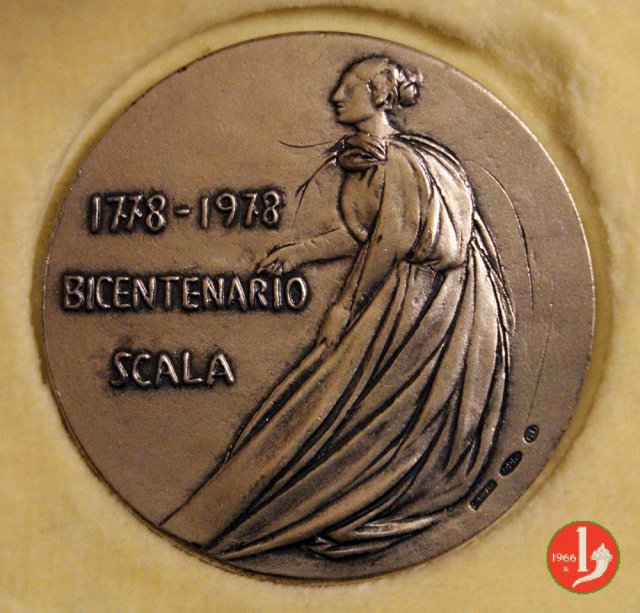 1778-1978
BICENTENARIO
SCALA
1966
R